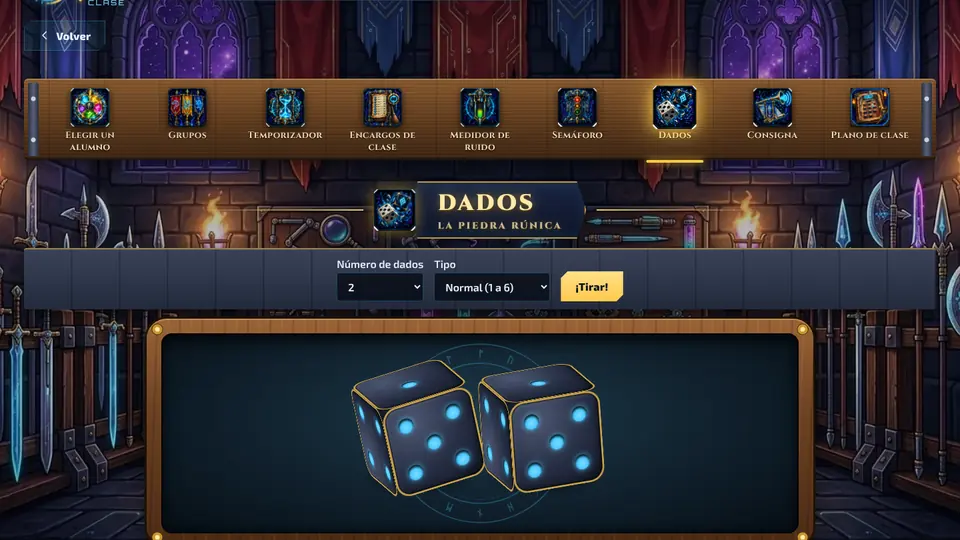 CLASE
Volver
ELEGIR UN
ALUMNO
GRUPOS
TEMPORIZADOR
ENCARGOS DE
CLASE
MEDIDOR DE
RUIDO
SEMÁFORO
DADOS
CONSIGNA
PLANO DE CLASE
DADOS
LA PIEDRA RÚNICA
Número de dados
Tipo
2
Normal (1 a 6)
¡Tirar!